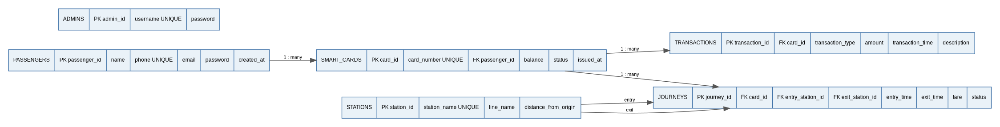 ADMINS PK admin_id username UNIQUE password
PASSENGERS PK passenger_id name phone UNIQUE email password created_at
1 : many
SMART_CARDS PK card_id card_number UNIQUE FK passenger_id balance status issued_at
1 : many
TRANSACTIONS PK transaction_id FK card_id transaction_type amount transaction_time description
1 : many
STATIONS PK station_id station_name UNIQUE line_name distance_from_origin
entry
exit
JOURNEYS PK journey_id FK card_id FK entry_station_id FK exit_station_id entry_time exit_time fare status